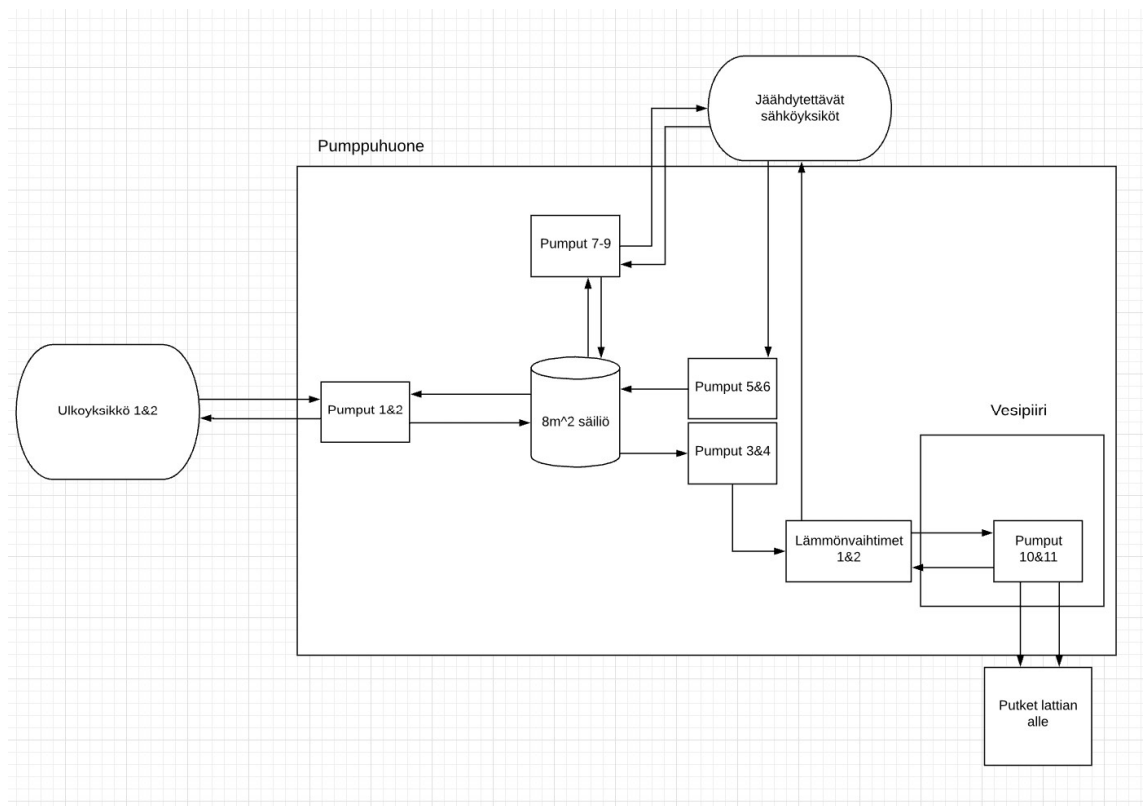 Jäähdytettävät
sähköyksiköt
Pumppuhuone
Pumput 7-9
Ulkoyksikkö 1&2
Pumput 1&2
8m^2 säiliö
Pumput 5&6
Pumput 3&4
Vesipiiri
Lämmönvaihtimet
1&2
Pumput
10&11
Putket lattian
alle